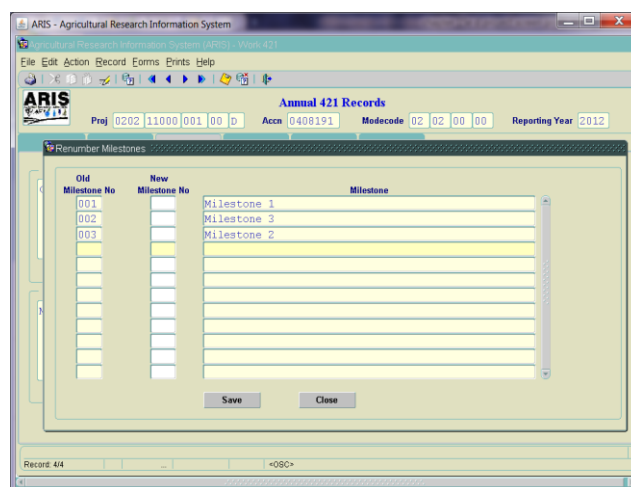 ARIS - Agricultural Research Information System
Agricultural Research Information System (ARIS) - Work 421
File Edit Action Record Forms Prints Help
ARIS
Annual 421 Records
Proj 0202 11000 001 00 D Accn 0408191 Modecode 02 02 00 00 Reporting Year 2012
Renumber Milestones
Old Milestone No
New Milestone No
Milestone
001 Milestone 1
002 Milestone 3
003 Milestone 2
Save Close
Record: 4/4 ... <OSC>